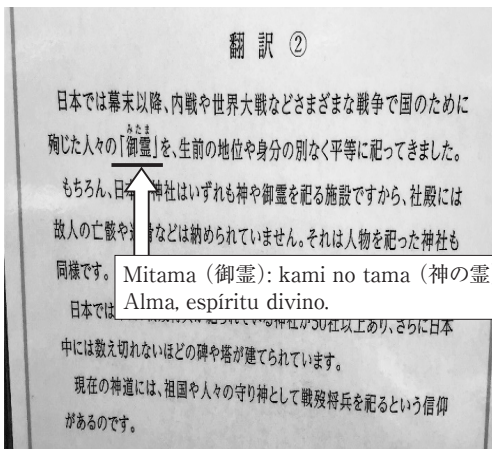 翻訳 ②
日本では幕末以降、内戦や世界大戦などさまざまな戦争で国のために
みたま
殉じた人々の「御霊」を、生前の地位や身分の別なく平等に祀ってきました。
もちろん、日 神社はいずれも神や御霊を祀る施設ですから、社殿には
故人の亡骸や 骨などは納められていません。それは人物を祀った神社も
同様です。
Mitama (御霊): kami no tama (神の霊
Alma, espíritu divino.
日本では 社以上あり、さらに日本
中には数え切れないほどの碑や塔が建てられています。
現在の神道には、祖国や人々の守り神として戦歿将兵を祀るという信仰
があるのです。